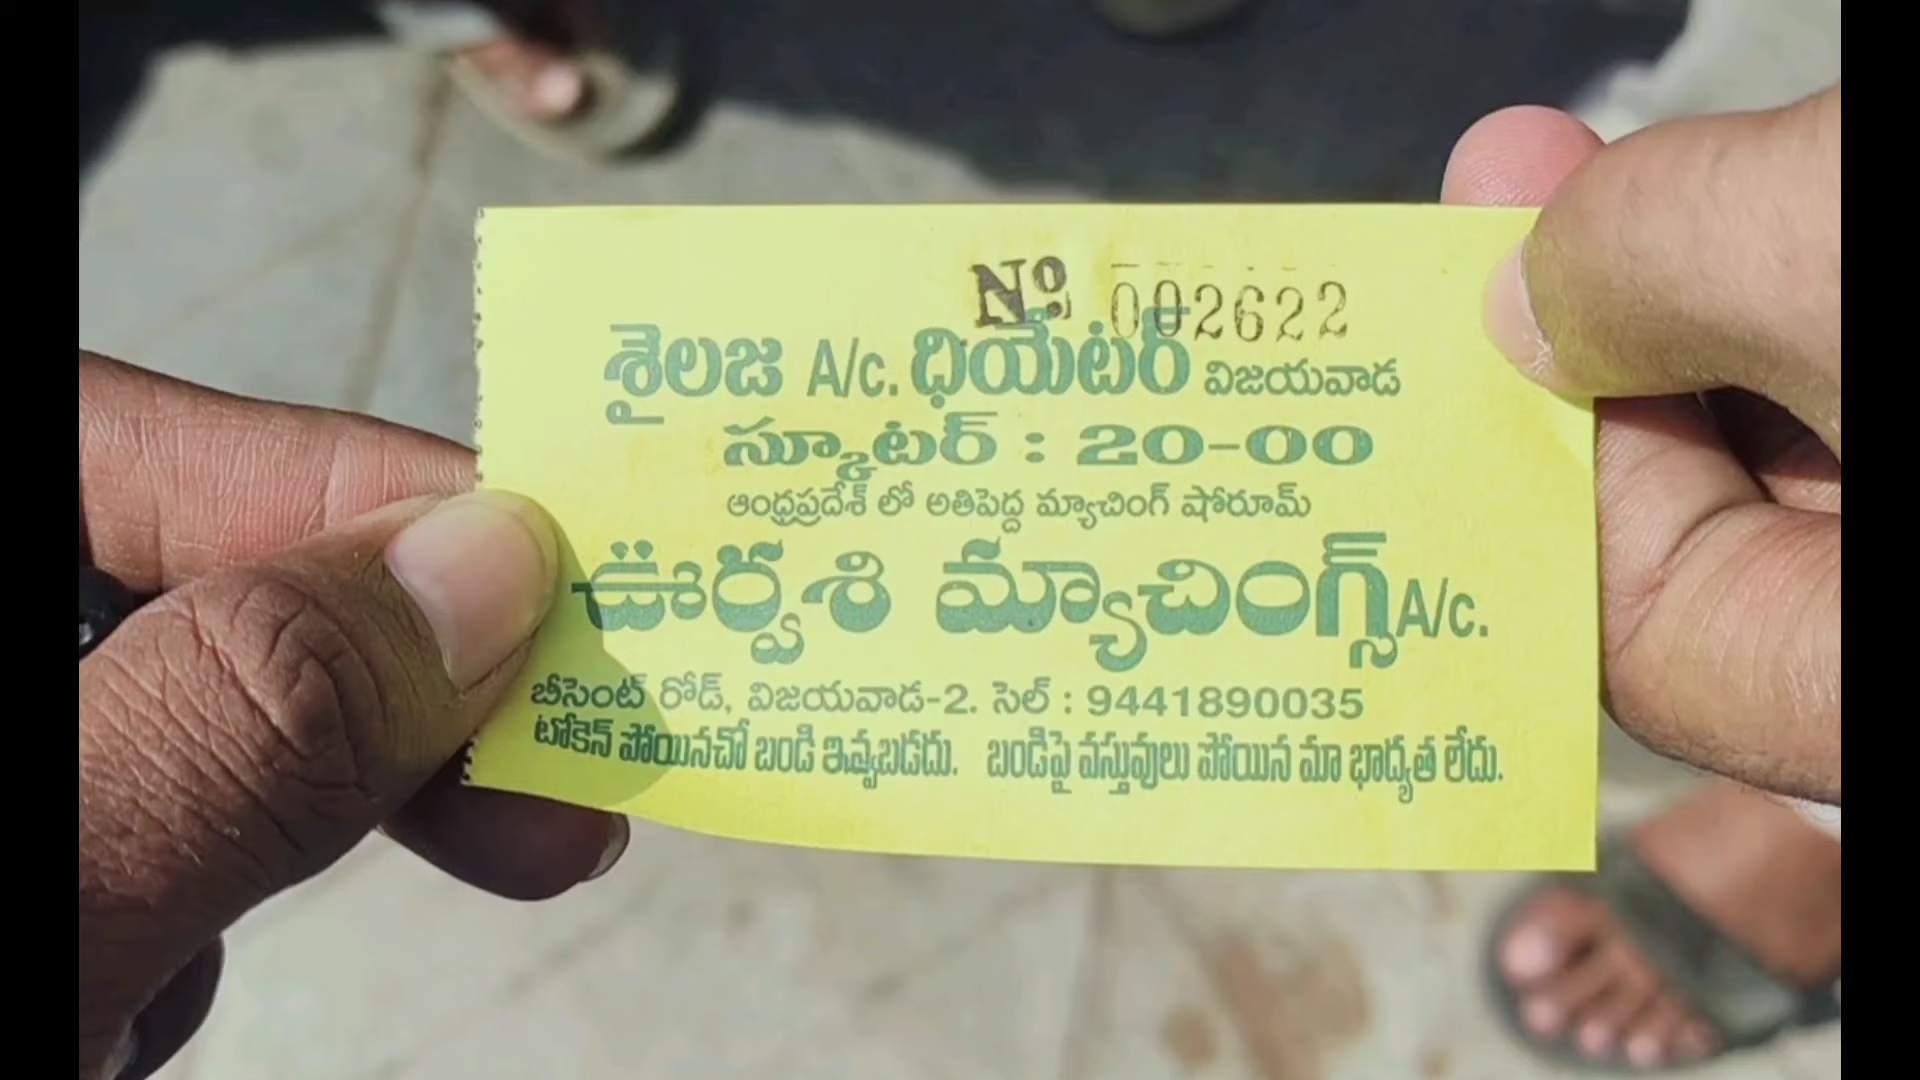 Nº 002622
శైలజ A/c. థియేటర్ విజయవాడ
స్కూటర్ : 20-00
ఆంధ్రప్రదేశ్ లో అతిపెద్ద మ్యాచింగ్ షోరూమ్
ఊర్వశి మ్యాచింగ్స్ A/c.
బీసెంట్ రోడ్, విజయవాడ-2. సెల్ : 9441890035
టోకెన్ పోయినచో బండి ఇవ్వబడదు. బండిపై వస్తువులు పోయిన మా భాద్యత లేదు.